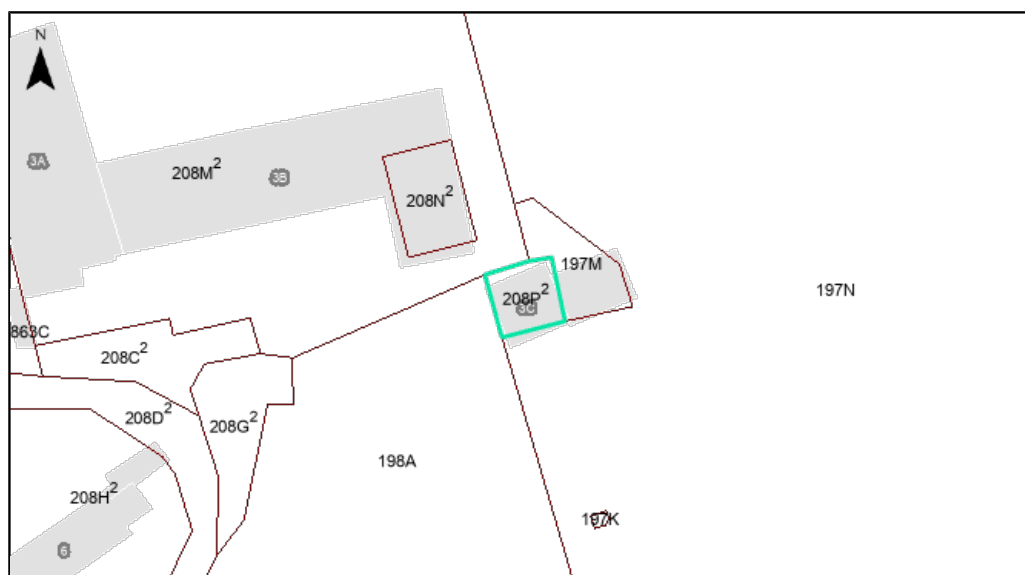 N
3A
208M²
3B
208N²
197M
208P²
3C
197N
863C
208C²
208D²
208G²
198A
208H²
197K
6